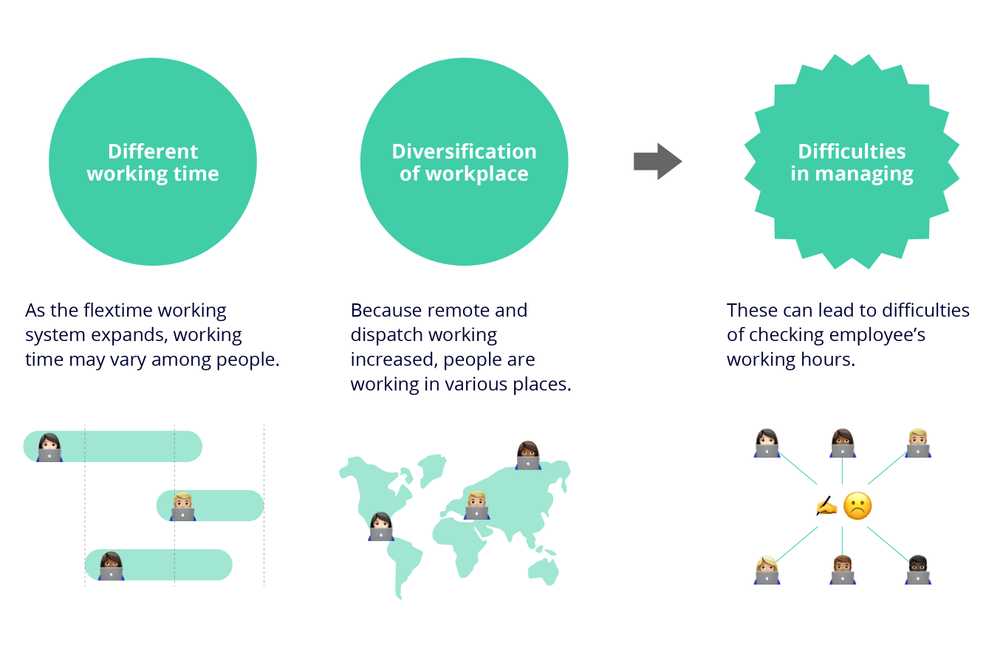 Different
working time
Diversification
of workplace
Difficulties
in managing
As the flextime working
system expands, working
time may vary among people.
Because remote and
dispatch working
increased, people are
working in various places.
These can lead to difficulties
of checking employee’s
working hours.